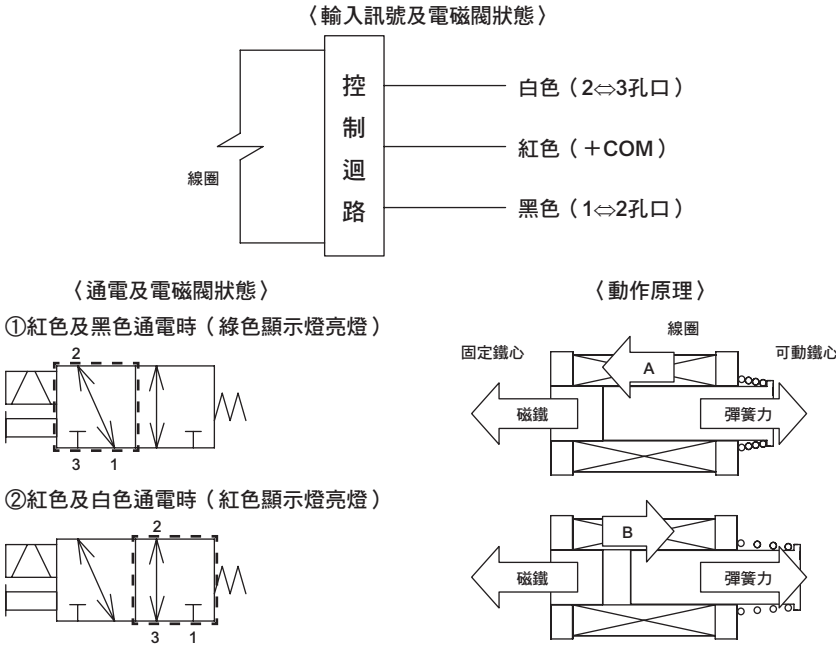 〈輸入訊號及電磁閥狀態〉
控制迴路
線圈
白色（2⇔3孔口）
紅色（＋COM）
黑色（1⇔2孔口）
〈通電及電磁閥狀態〉
①紅色及黑色通電時（綠色顯示燈亮燈）
2
3 1
②紅色及白色通電時（紅色顯示燈亮燈）
2
3 1
〈動作原理〉
線圈
固定鐵心 可動鐵心
A
磁鐵 彈簧力
B
磁鐵 彈簧力